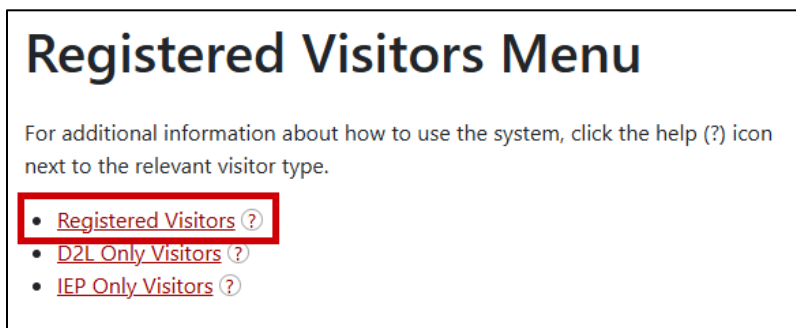 Registered Visitors Menu
For additional information about how to use the system, click the help (?) icon
next to the relevant visitor type.
• Registered Visitors ?
• D2L Only Visitors ?
• IEP Only Visitors ?